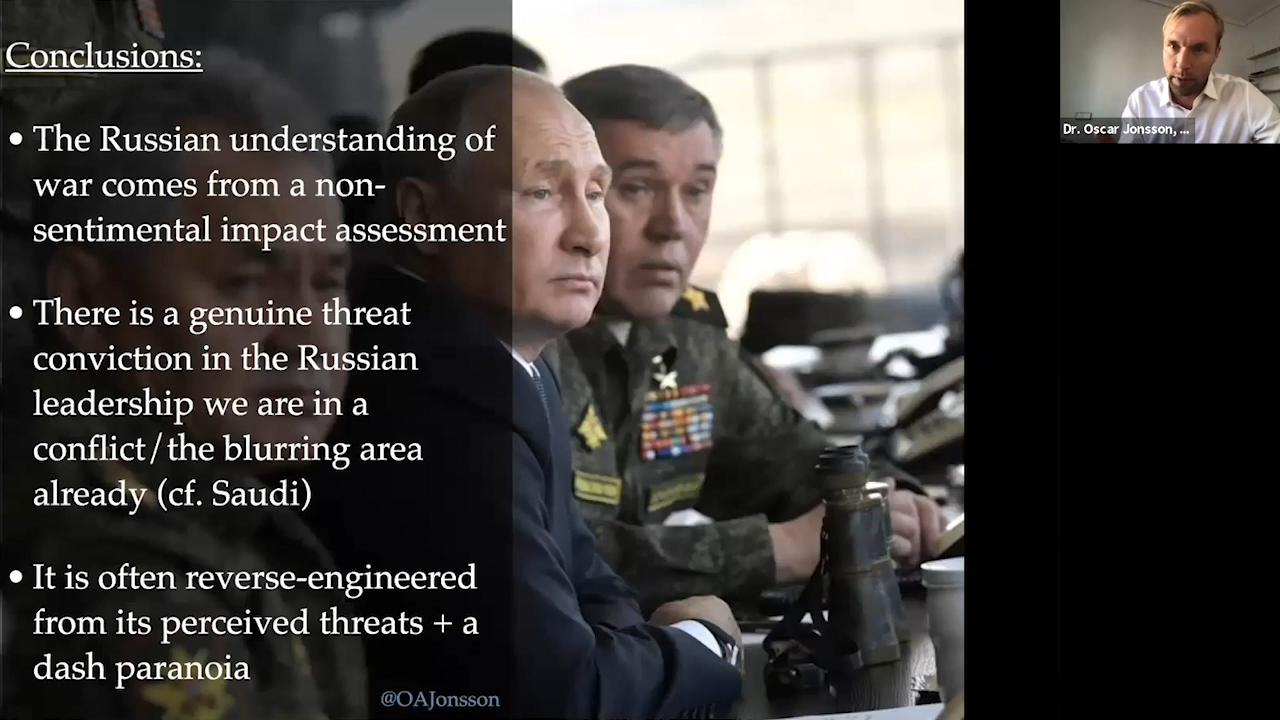 Conclusions:
• The Russian understanding of
war comes from a non-
sentimental impact assessment
• There is a genuine threat
conviction in the Russian
leadership we are in a
conflict/the blurring area
already (cf. Saudi)
• It is often reverse-engineered
from its perceived threats + a
dash paranoia
@OAJonsson
Dr. Oscar Jonsson, ...